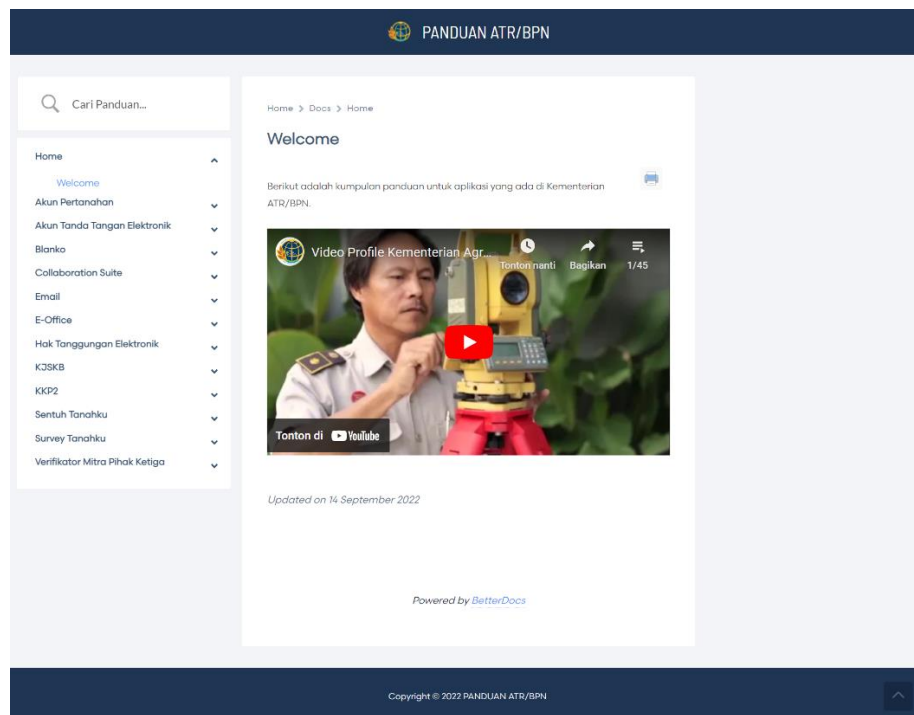 PANDUAN ATR/BPN
Cari Panduan...
Home
Welcome
Akun Pertanahan
Akun Tanda Tangan Elektronik
Blanko
Collaboration Suite
Email
E-Office
Hak Tanggungan Elektronik
KJSKB
KKP2
Sentuh Tanahku
Survey Tanahku
Verifikator Mitra Pihak Ketiga
Home > Docs > Home
Welcome
Berikut adalah kumpulan panduan untuk aplikasi yang ada di Kementerian
ATR/BPN.
Video Profile Kementerian Agr...
Tonton nanti
Bagikan
1/45
Tonton di YouTube
Updated on 14 September 2022
Powered by BetterDocs
Copyright © 2022 PANDUAN ATR/BPN